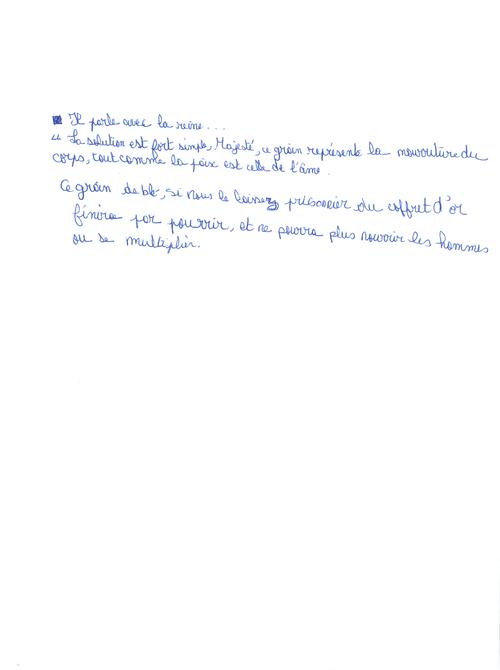 Il parle avec la reine...
" La solution est fort simple, Majesté, ce grain représente la nourriture du
corps, tout comme la paix est celle de l'âme.
Ce grain de blé, si nous le laissez prisonnier du coffret d'or
finira par pourrir, et ne pourra plus nourrir les hommes
ou se multiplier.